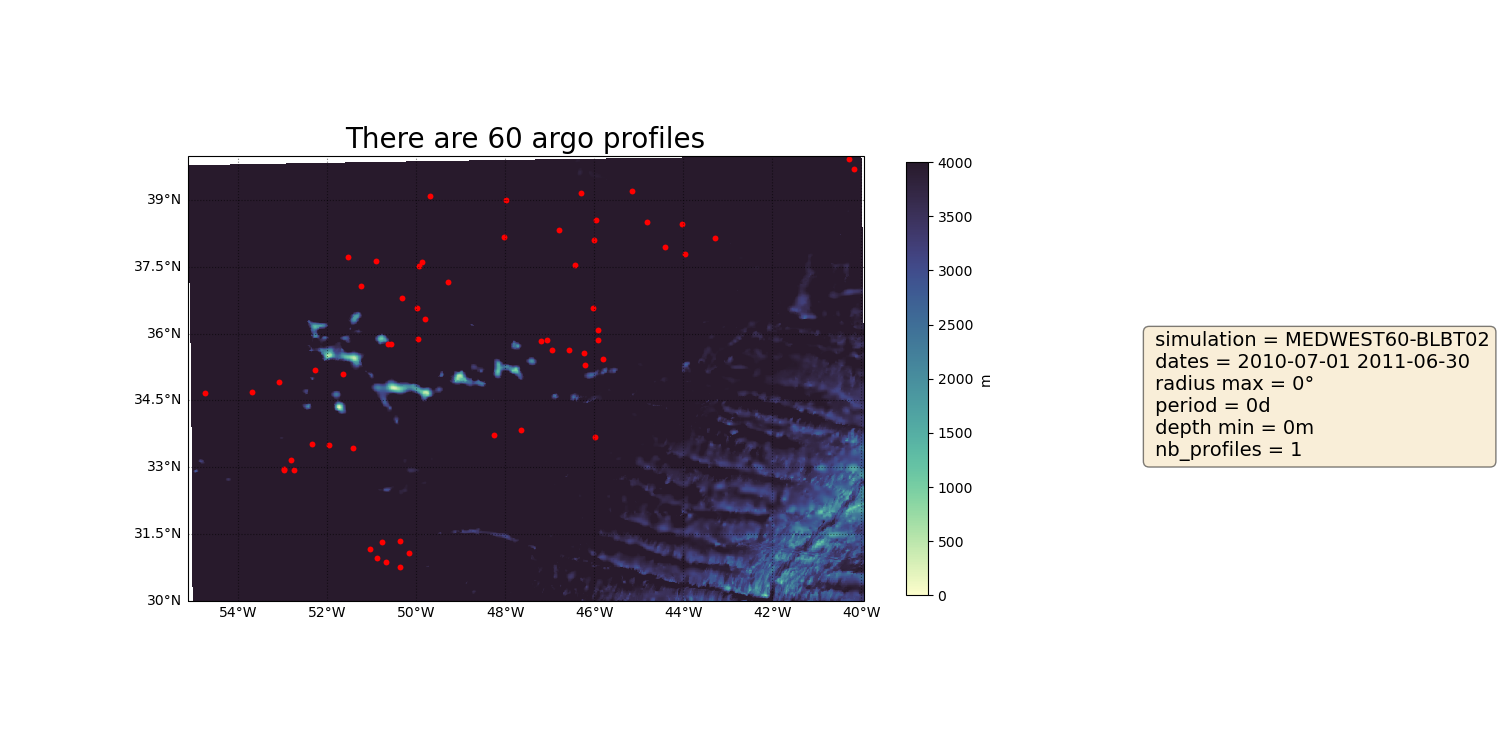 There are 60 argo profiles
39°N
37.5°N
36°N
34.5°N
33°N
31.5°N
30°N
54°W
52°W
50°W
48°W
46°W
44°W
42°W
40°W
4000
3500
3000
2500
2000
1500
1000
500
0
m
simulation = MEDWEST60-BLBT02
dates = 2010-07-01 2011-06-30
radius max = 0°
period = 0d
depth min = 0m
nb_profiles = 1